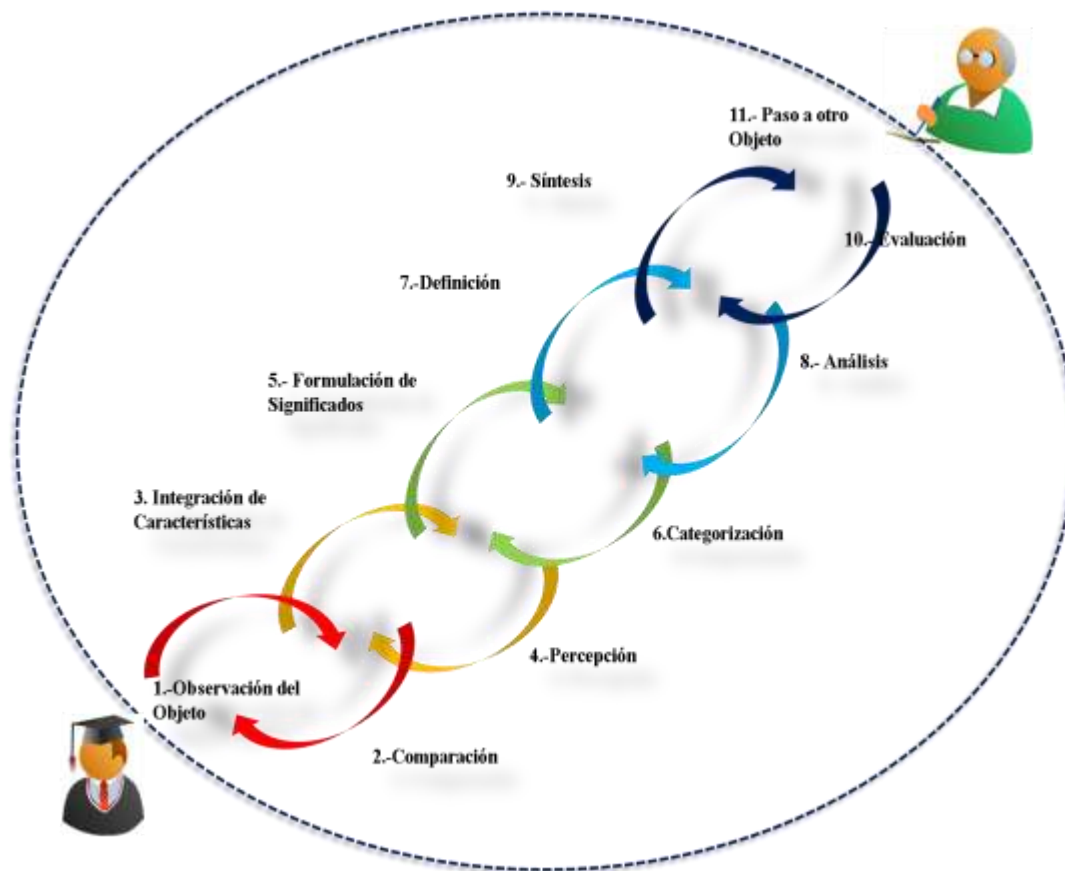 11.- Paso a otro
Objeto
9.- Síntesis
10.- Evaluación
7.-Definición
8.- Análisis
5.- Formulación de
Significados
3. Integración de
Características
6.Categorización
4.-Percepción
1.-Observación del
Objeto
2.-Comparación